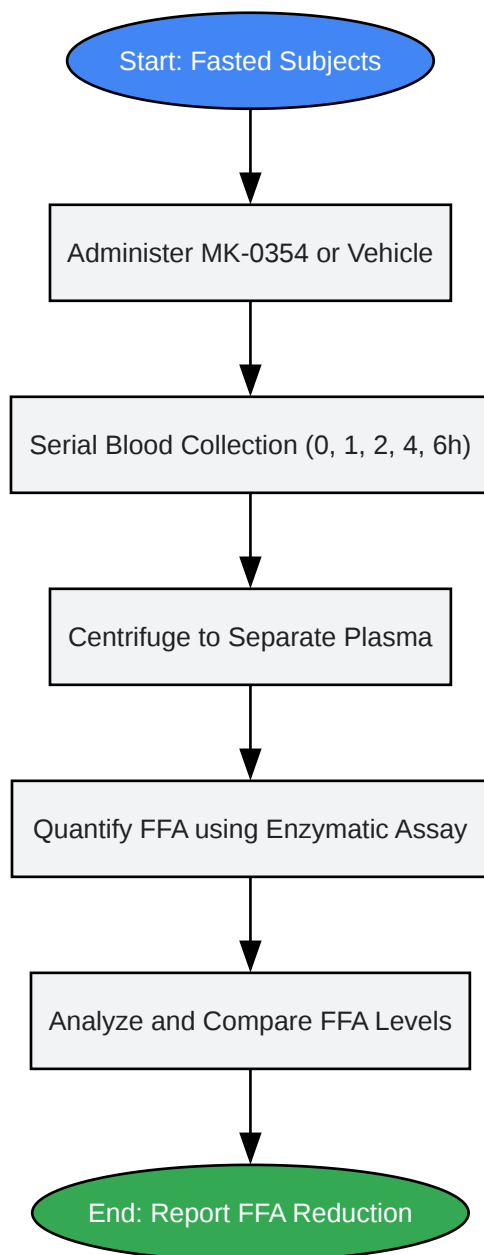 Start: Fasted Subjects
Administer MK-0354 or Vehicle
Serial Blood Collection (0, 1, 2, 4, 6h)
Centrifuge to Separate Plasma
Quantify FFA using Enzymatic Assay
Analyze and Compare FFA Levels
End: Report FFA Reduction